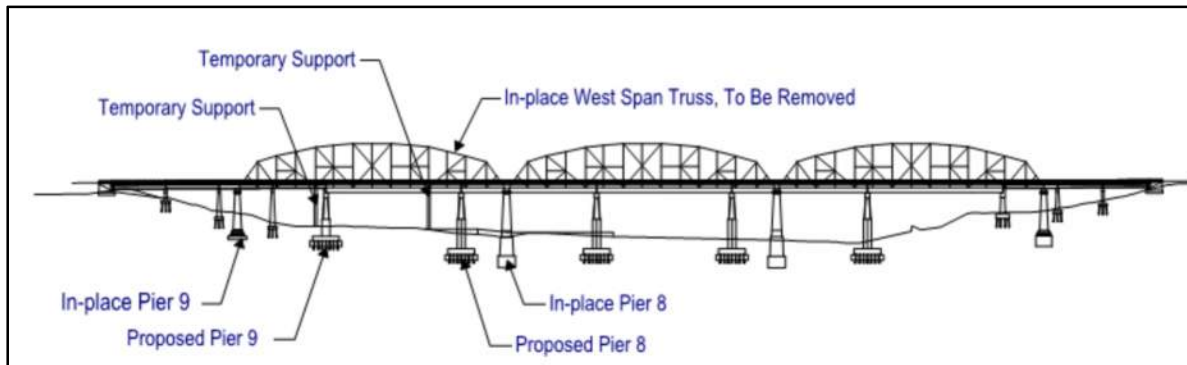 Temporary Support
Temporary Support
In-place West Span Truss, To Be Removed
In-place Pier 9
In-place Pier 8
Proposed Pier 9
Proposed Pier 8